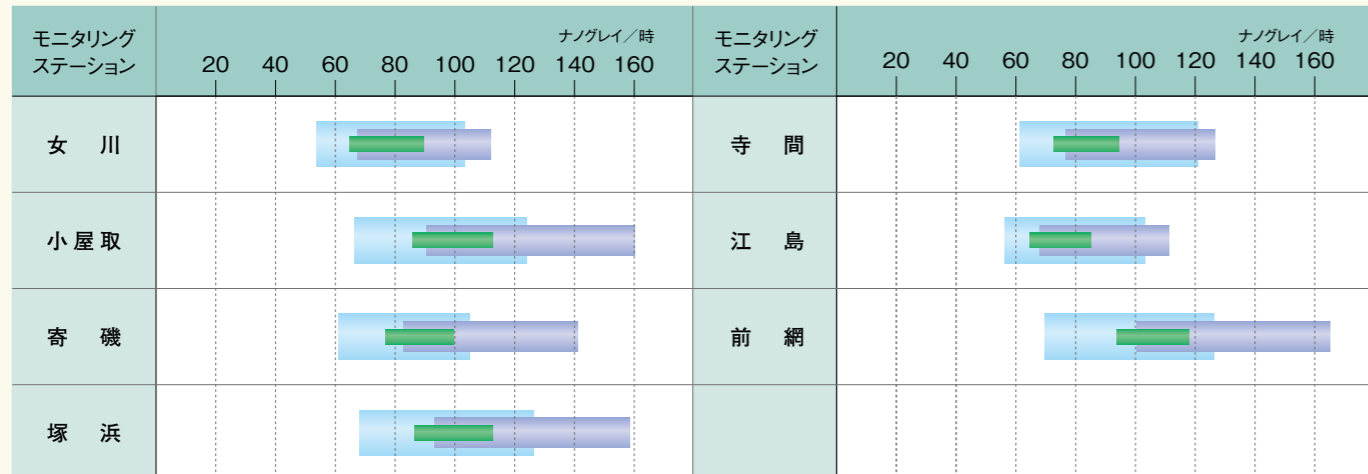 モニタリング
ステーション
ナノグレイ／時
20 40 60 80 100 120 140 160
モニタリング
ステーション
ナノグレイ／時
20 40 60 80 100 120 140 160
女 川
寺 間
小 屋 取
江 島
寄 磯
前 網
塚 浜